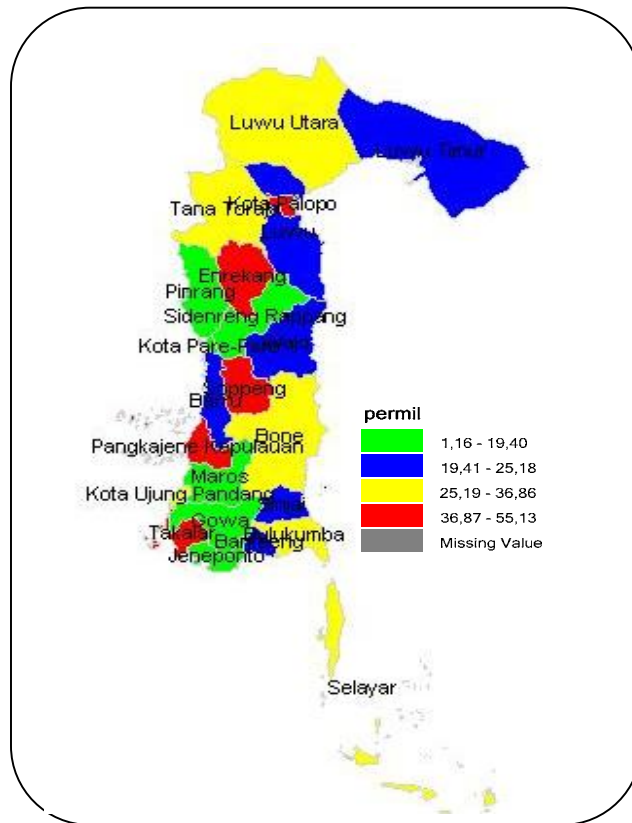 Luwu Utara
Luwu Timur
Kota Palopo
Tana Toraja
Luwu
Enrekang
Pinrang
Sidenreng Rappang
Kota Pare-Pare
Soppeng
Barru
Bone
Pangkajene Kepulauan
Maros
Kota Ujung Pandang
Gowa
Takalar
Bulukumba
Bantaeng
Jeneponto
Selayar
permil
1,16 - 19,40
19,41 - 25,18
25,19 - 36,86
36,87 - 55,13
Missing Value